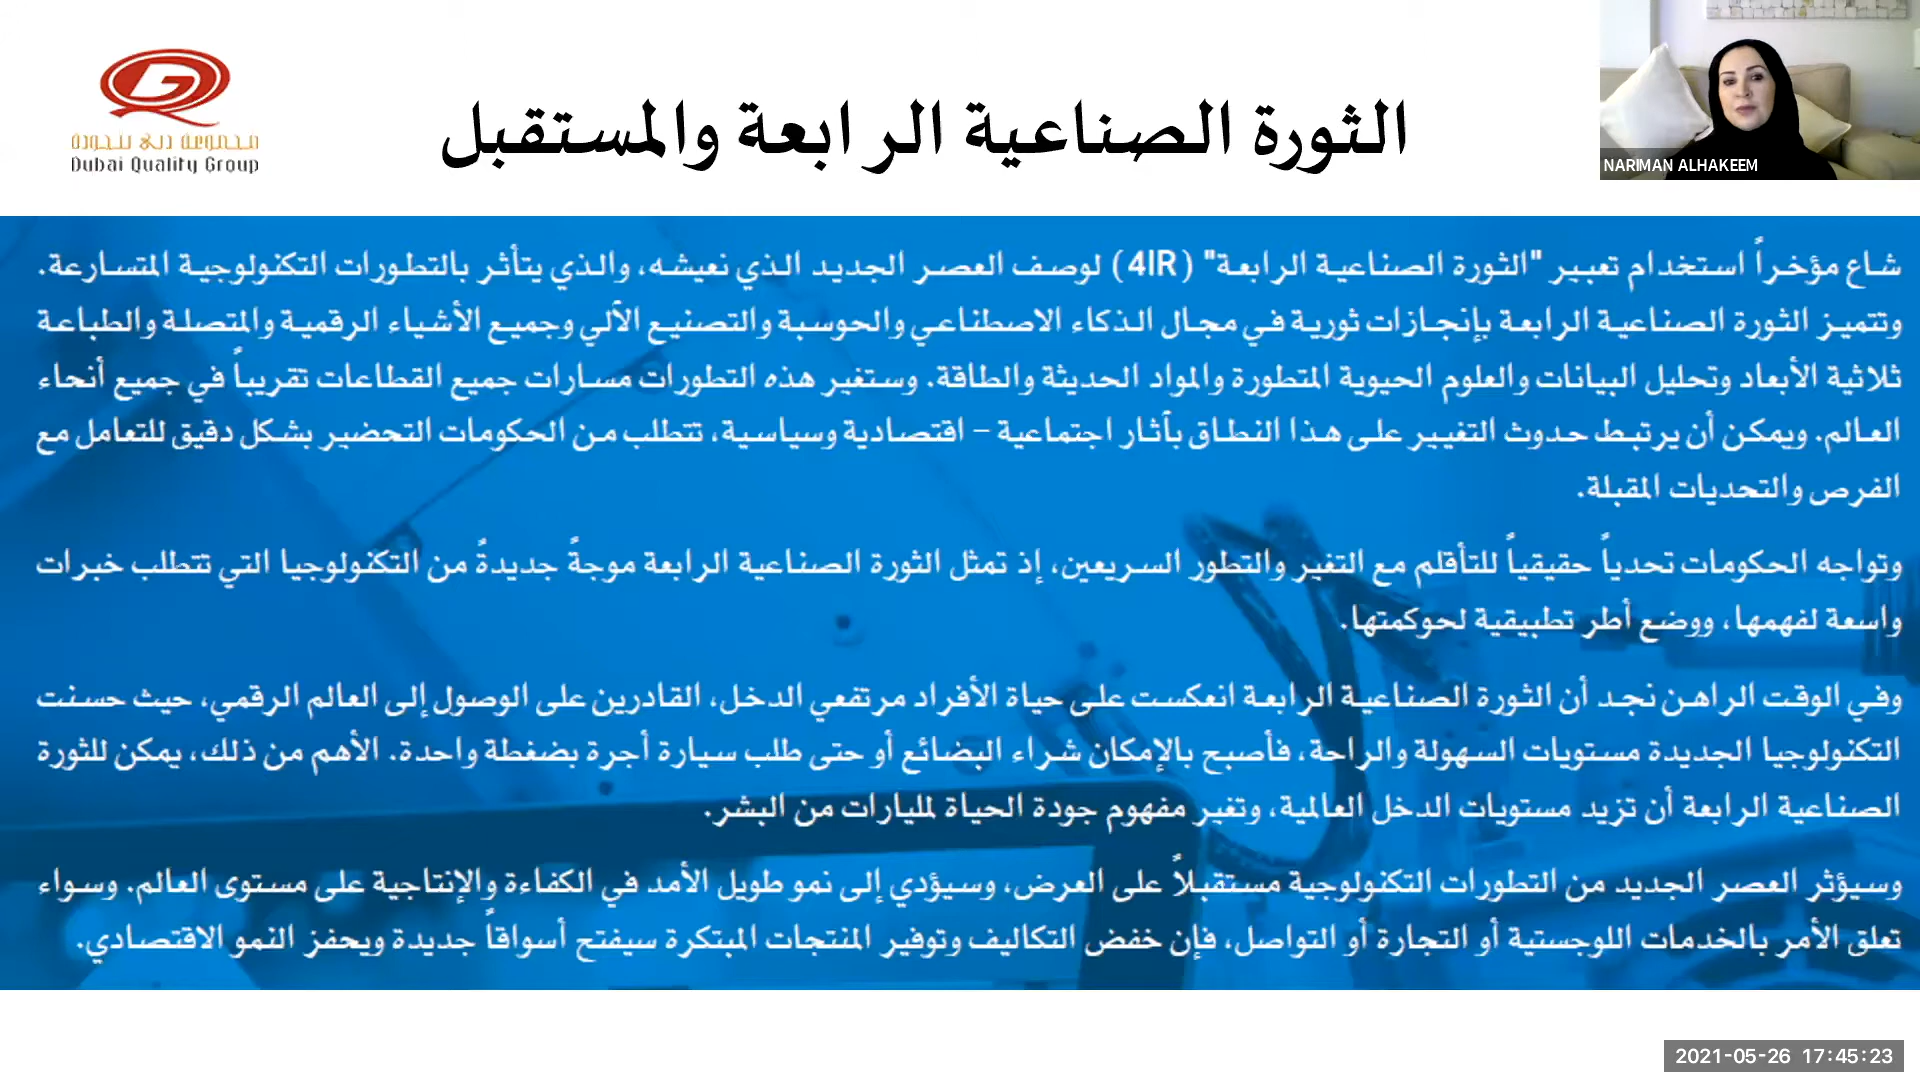 مجموعة دبي للجودة
Dubai Quality Group
الثورة الصناعية الرابعة والمستقبل
NARIMAN ALHAKEEM
شاع مؤخراً استخدام تعبير "الثورة الصناعية الرابعة" (4IR) لوصف العصر الجديد الذي نعيشه، والذي يتأثر بالتطورات التكنولوجية المتسارعة.
وتتميز الثورة الصناعية الرابعة بإنجازات ثورية في مجال الذكاء الاصطناعي والحوسبة والتصنيع الآلي وجميع الأشياء الرقمية والمتصلة والطباعة
ثلاثية الأبعاد وتحليل البيانات والعلوم الحيوية المتطورة والمواد الحديثة والطاقة. وستغير هذه التطورات مسارات جميع القطاعات تقريباً في جميع أنحاء
العالم. ويمكن أن يرتبط حدوث التغيير على هذا النطاق بآثار اجتماعية – اقتصادية وسياسية، تتطلب من الحكومات التحضير بشكل دقيق للتعامل مع
الفرص والتحديات المقبلة.
وتواجه الحكومات تحدياً حقيقياً للتأقلم مع التغير والتطور السريعين، إذ تمثل الثورة الصناعية الرابعة موجةً جديدةً من التكنولوجيا التي تتطلب خبرات
واسعة لفهمها، ووضع أطر تطبيقية لحوكمتها.
وفي الوقت الراهن نجد أن الثورة الصناعية الرابعة انعكست على حياة الأفراد مرتفعي الدخل، القادرين على الوصول إلى العالم الرقمي، حيث حسنت
التكنولوجيا الجديدة مستويات السهولة والراحة، فأصبح بالإمكان شراء البضائع أو حتى طلب سيارة أجرة بضغطة واحدة. الأهم من ذلك، يمكن للثورة
الصناعية الرابعة أن تزيد مستويات الدخل العالمية، وتغير مفهوم جودة الحياة لمليارات من البشر.
وسيؤثر العصر الجديد من التطورات التكنولوجية مستقبلاً على العرض، وسيؤدي إلى نمو طويل الأمد في الكفاءة والإنتاجية على مستوى العالم. وسواء
تعلق الأمر بالخدمات اللوجستية أو التجارة أو التواصل، فإن خفض التكاليف وتوفير المنتجات المبتكرة سيفتح أسواقاً جديدة ويحفز النمو الاقتصادي.
2021-05-26 17:45:23